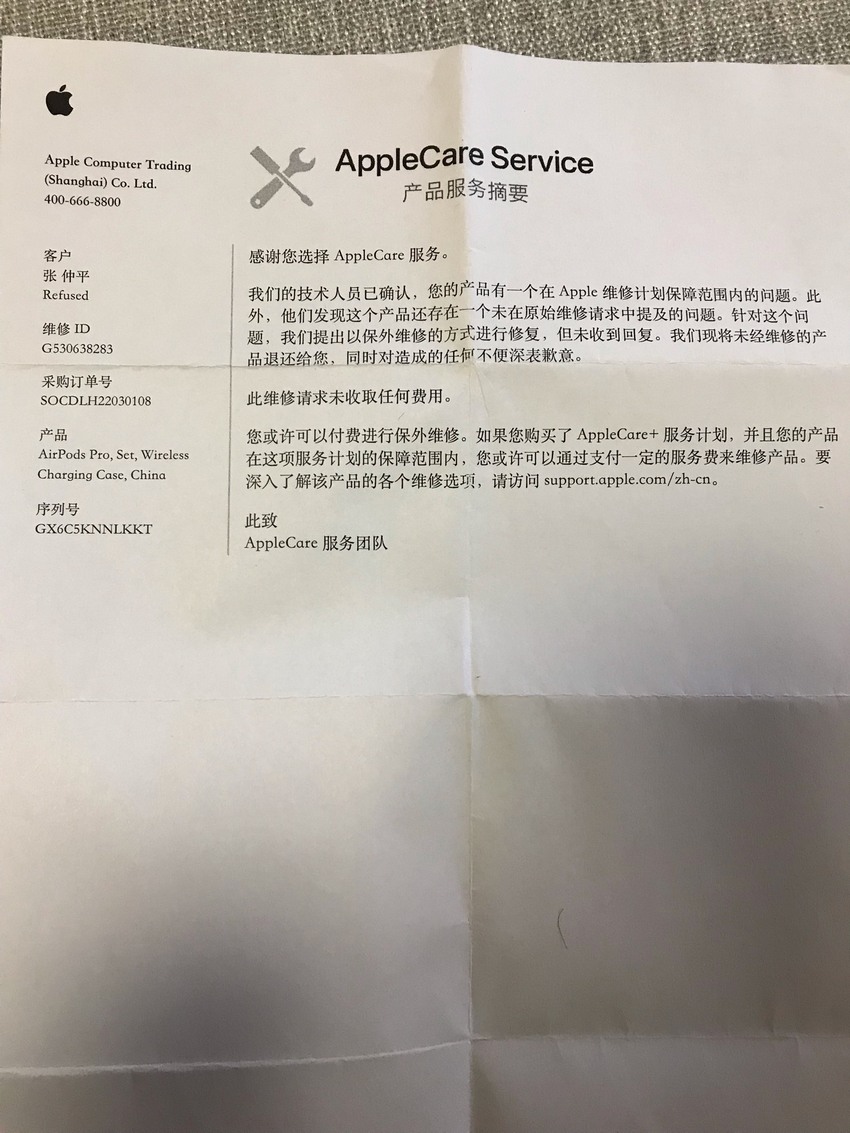 Apple Computer Trading
(Shanghai) Co. Ltd.
400-666-8800
AppleCare Service
产品服务摘要
客户
张 仲平
Refused
维修 ID
G530638283
采购订单号
SOCDLH22030108
产品
AirPods Pro, Set, Wireless
Charging Case, China
序列号
GX6C5KNNLKKT
感谢您选择 AppleCare 服务。
我们的技术人员已确认，您的产品有一个在 Apple 维修计划保障范围内的问题。此
外，他们发现这个产品还存在一个未在原始维修请求中提及的问题。针对这个问
题，我们提出以保外维修的方式进行修复，但未收到回复。我们现将未经维修的产
品退还给您，同时对造成的任何不便深表歉意。
此维修请求未收取任何费用。
您或许可以付费进行保外维修。如果您购买了 AppleCare+ 服务计划，并且您的产品
在这项服务计划的保障范围内，您或许可以通过支付一定的服务费来维修产品。要
深入了解该产品的各个维修选项，请访问 support.apple.com/zh-cn。
此致
AppleCare 服务团队